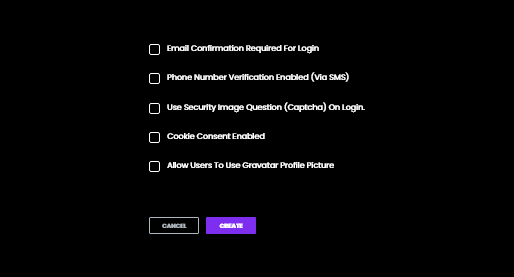 Email Confirmation Required For Login
Phone Number Verification Enabled (Via SMS)
Use Security Image Question (Captcha) On Login.
Cookie Consent Enabled
Allow Users To Use Gravatar Profile Picture
CANCEL CREATE